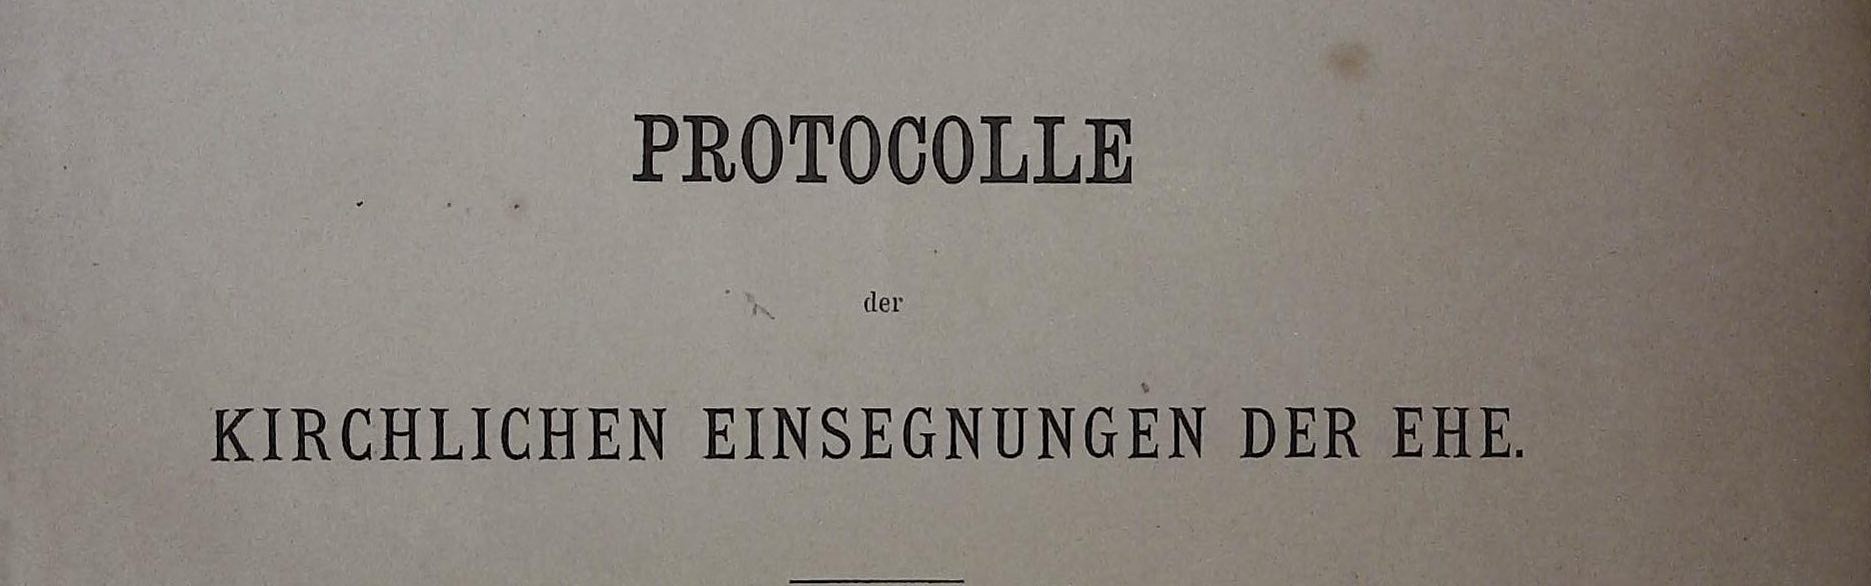 PROTOCOLLE
der
KIRCHLICHEN EINSEGNUNGEN DER EHE.